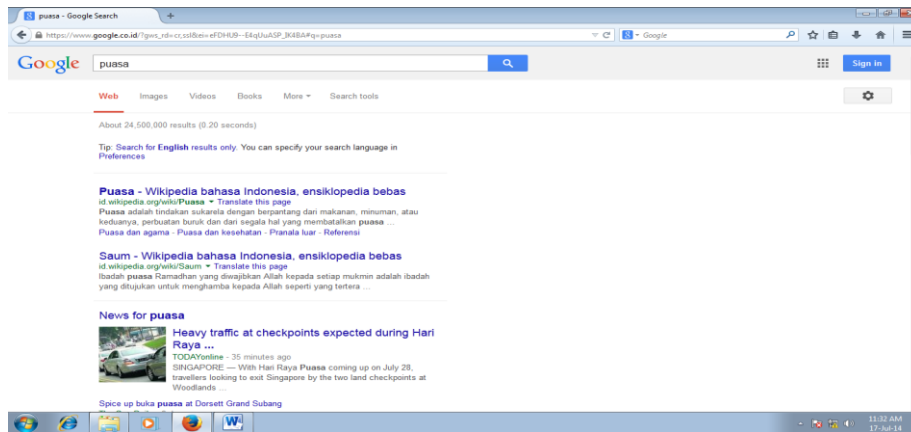 puasa - Google Search
https://www.google.co.id/?gws_rd=cr,ssl&ei=eFDHU9--E4qUuASP_IK4BA#q=puasa
Google
Google
puasa
Sign in
Web Images Videos Books More Search tools
About 24,500,000 results (0.20 seconds)
Tip: Search for English results only. You can specify your search language in
Preferences
Puasa - Wikipedia bahasa Indonesia, ensiklopedia bebas
id.wikipedia.org/wiki/Puasa Translate this page
Puasa adalah tindakan sukarela dengan berpantang dari makanan, minuman, atau
keduanya, perbuatan buruk dan dari segala hal yang membatalkan puasa ...
Puasa dan agama - Puasa dan kesehatan - Pranala luar - Referensi
Saum - Wikipedia bahasa Indonesia, ensiklopedia bebas
id.wikipedia.org/wiki/Saum Translate this page
Ibadah puasa Ramadhan yang diwajibkan Allah kepada setiap mukmin adalah ibadah
yang ditujukan untuk menghamba kepada Allah seperti yang tertera ...
News for puasa
Heavy traffic at checkpoints expected during Hari
Raya ...
TODAYonline - 35 minutes ago
SINGAPORE — With Hari Raya Puasa coming up on July 28,
travellers looking to exit Singapore by the two land checkpoints at
Woodlands ...
Spice up buka puasa at Dorsett Grand Subang
11:32 AM
17-Jul-14